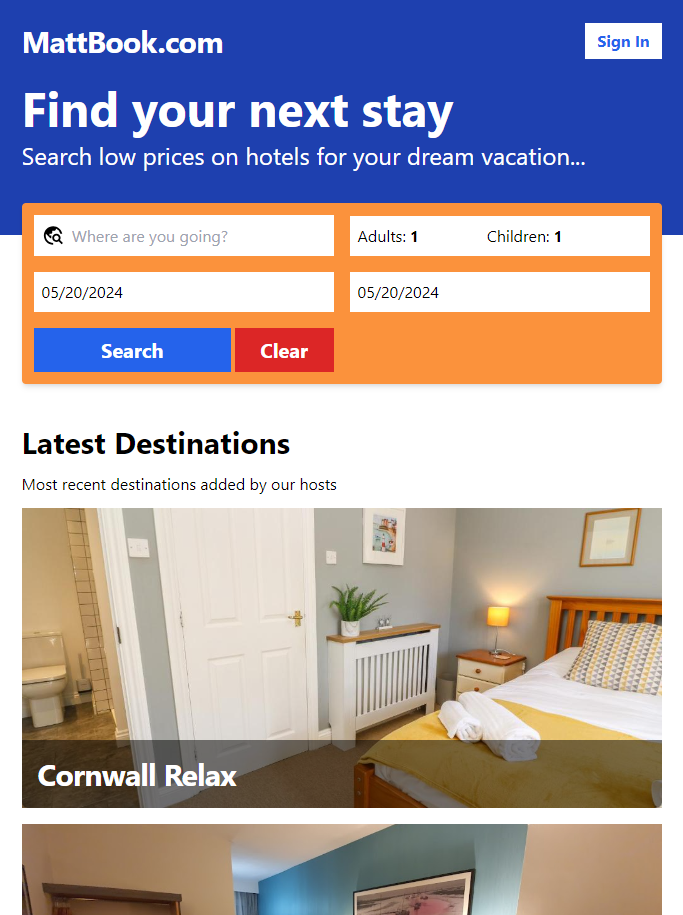 MattBook.com
Sign In
Find your next stay
Search low prices on hotels for your dream vacation...
Where are you going?
Adults: 1 Children: 1
05/20/2024
05/20/2024
Search Clear
Latest Destinations
Most recent destinations added by our hosts
Cornwall Relax